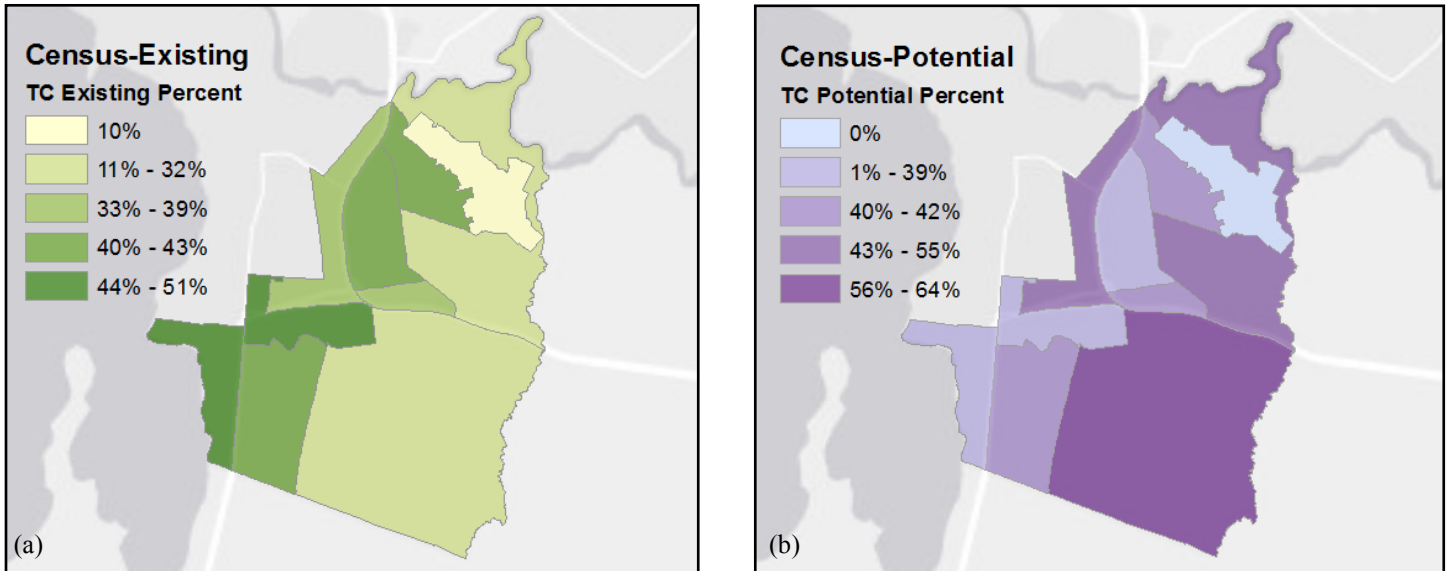 Census-Existing
TC Existing Percent
10%
11% - 32%
33% - 39%
40% - 43%
44% - 51%
(a)
Census-Potential
TC Potential Percent
0%
1% - 39%
40% - 42%
43% - 55%
56% - 64%
(b)